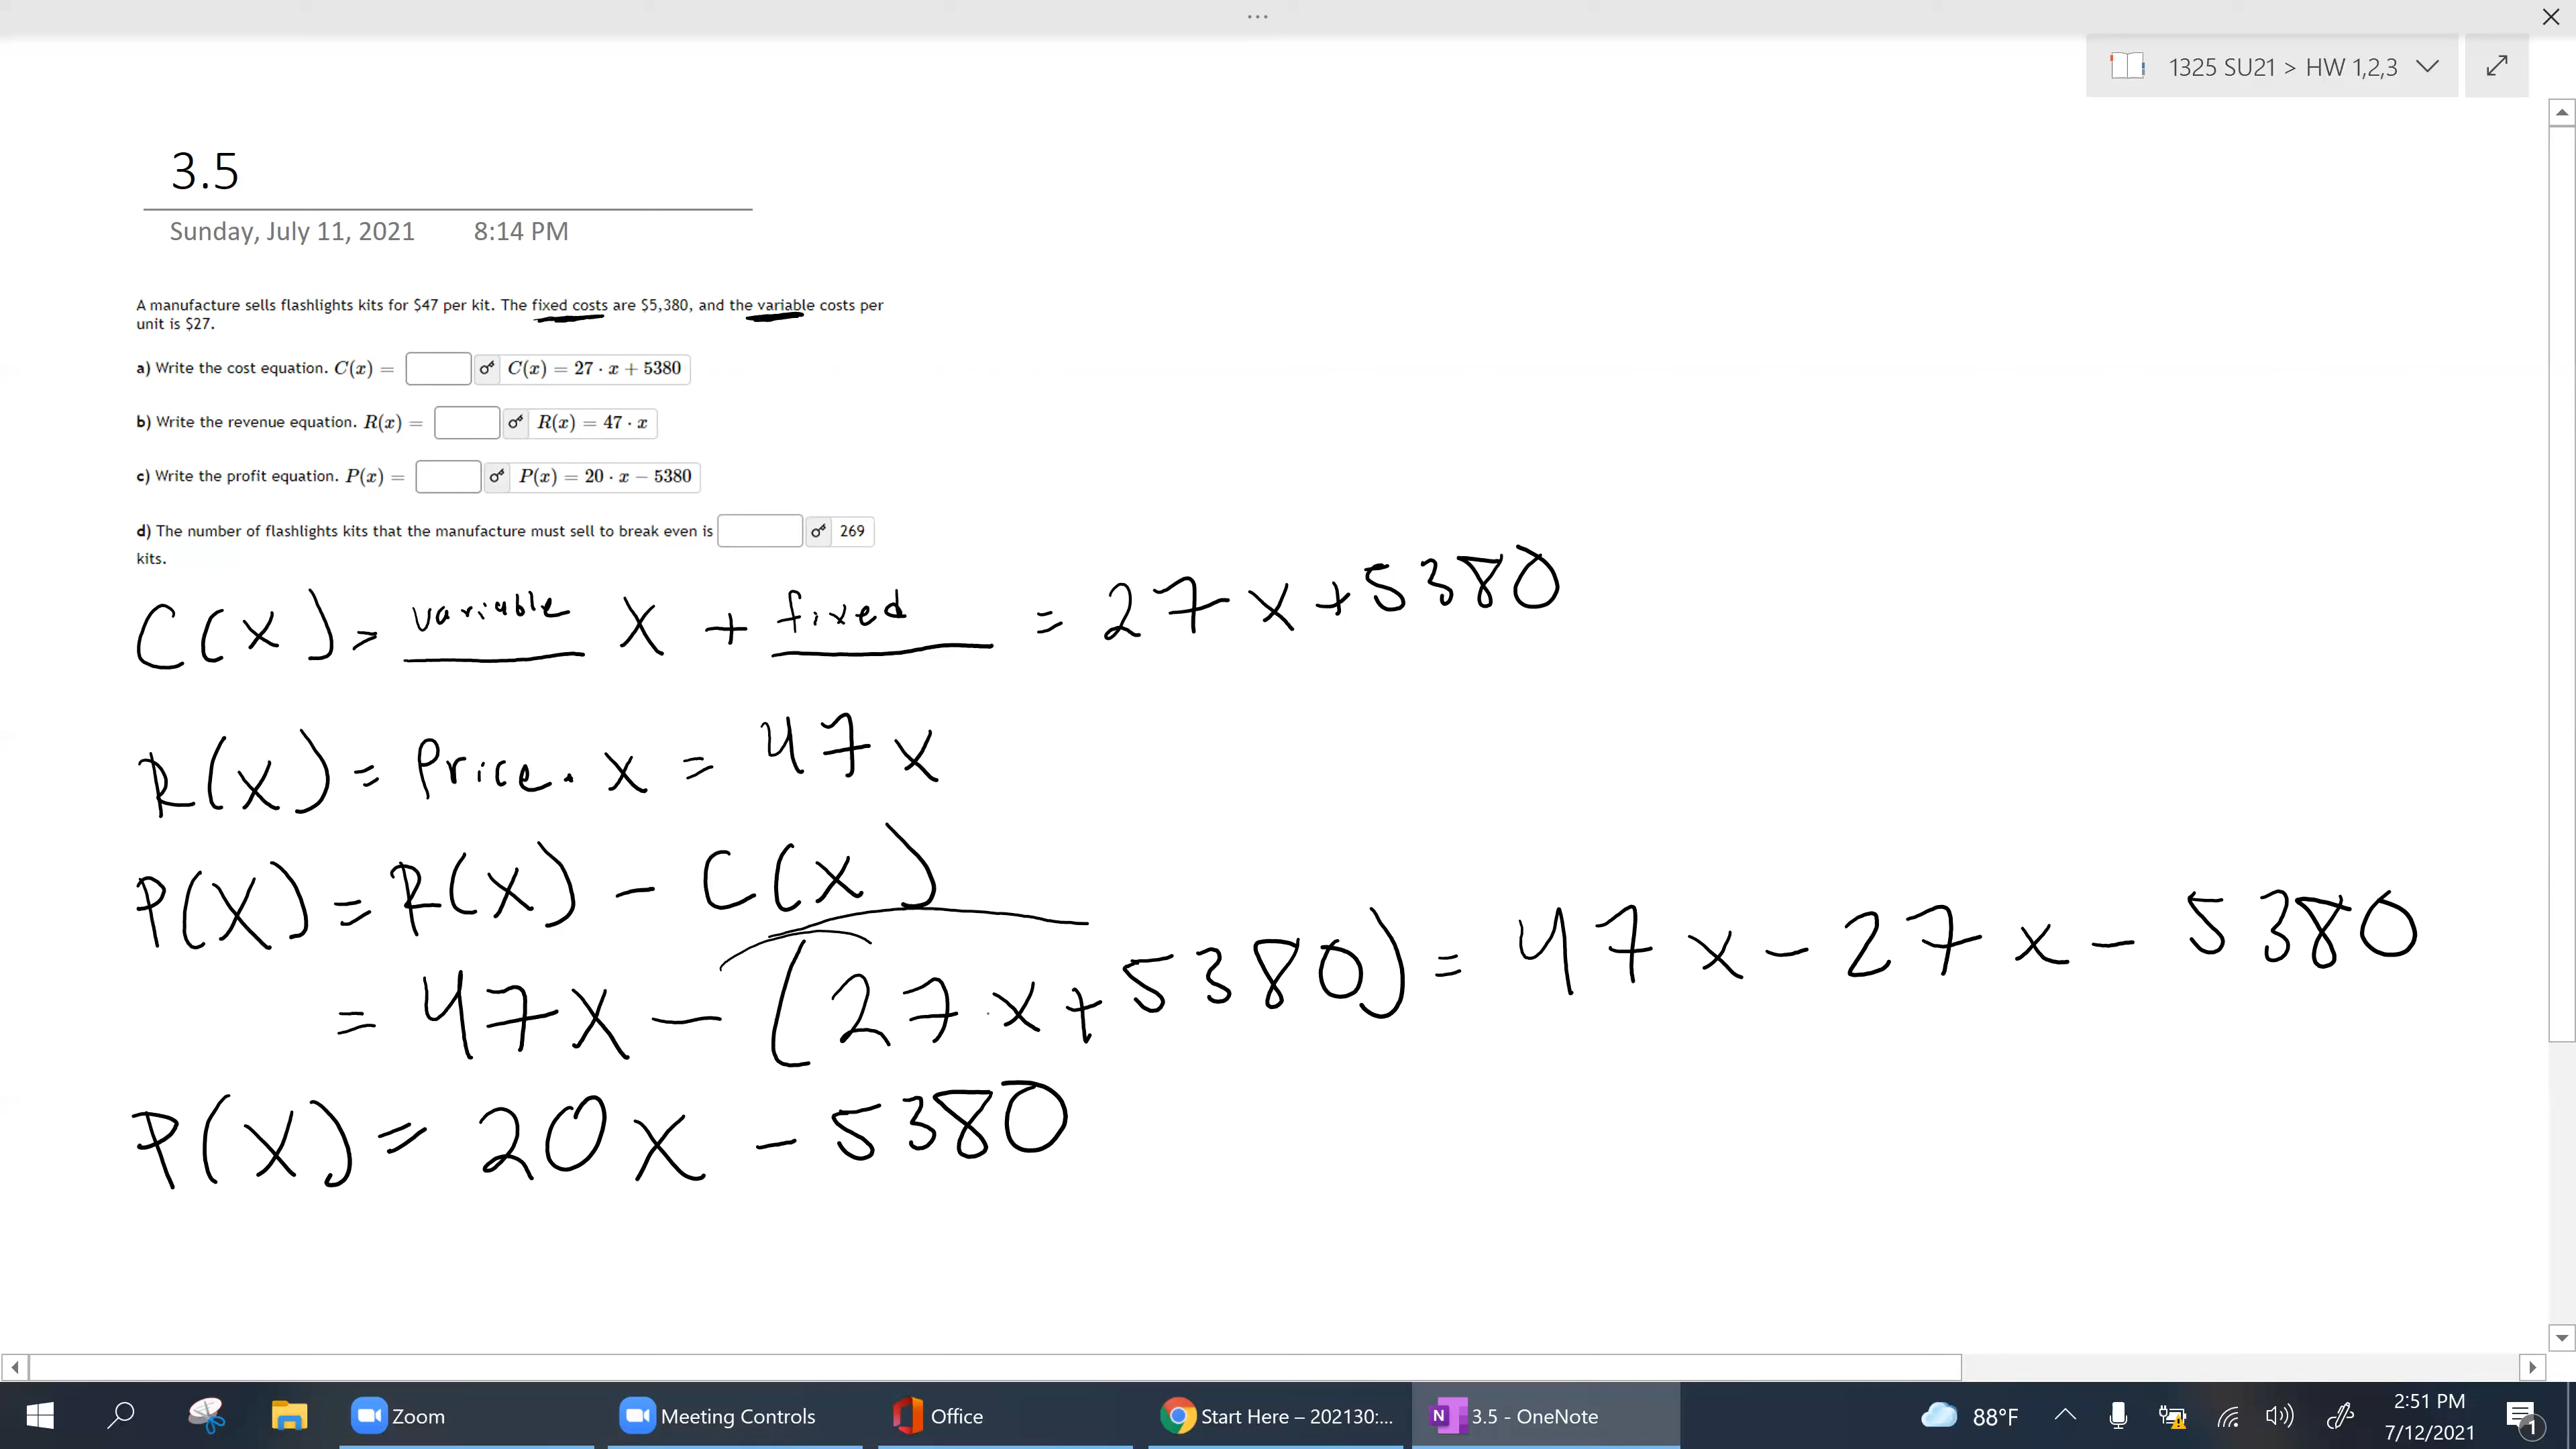 1325 SU21 > HW 1,2,3
3.5
Sunday, July 11, 2021 8:14 PM
A manufacture sells flashlights kits for $47 per kit. The fixed costs are $5,380, and the variable costs per
unit is $27.
a) Write the cost equation. C(x) = C(x) = 27 · x + 5380
b) Write the revenue equation. R(x) = R(x) = 47 · x
c) Write the profit equation. P(x) = P(x) = 20 · x − 5380
d) The number of flashlights kits that the manufacture must sell to break even is 269
kits.
C(x) = variable x + fixed = 27x + 5380
R(x) = Price · x = 47x
P(x) = R(x) − C(x)
= 47x − (27x + 5380) = 47x − 27x − 5380
P(x) = 20x − 5380
Zoom Meeting Controls Office Start Here – 202130:... N 3.5 - OneNote 88°F 2:51 PM
7/12/2021 1